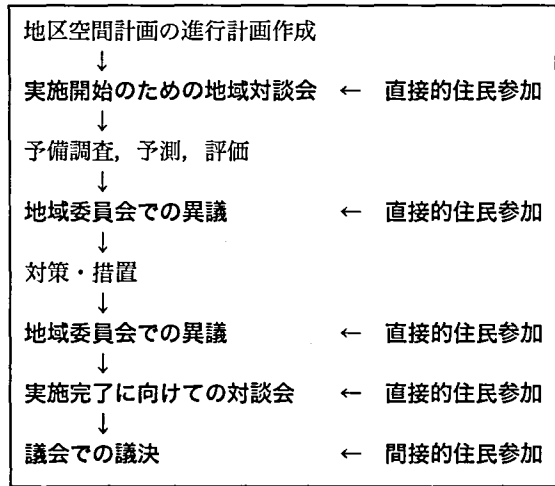 地区空間計画の進行計画作成
↓
実施開始のための地域対談会 ← 直接的住民参加
↓
予備調査，予測，評価
↓
地域委員会での異議 ← 直接的住民参加
↓
対策・措置
↓
地域委員会での異議 ← 直接的住民参加
↓
実施完了に向けての対談会 ← 直接的住民参加
↓
議会での議決 ← 間接的住民参加